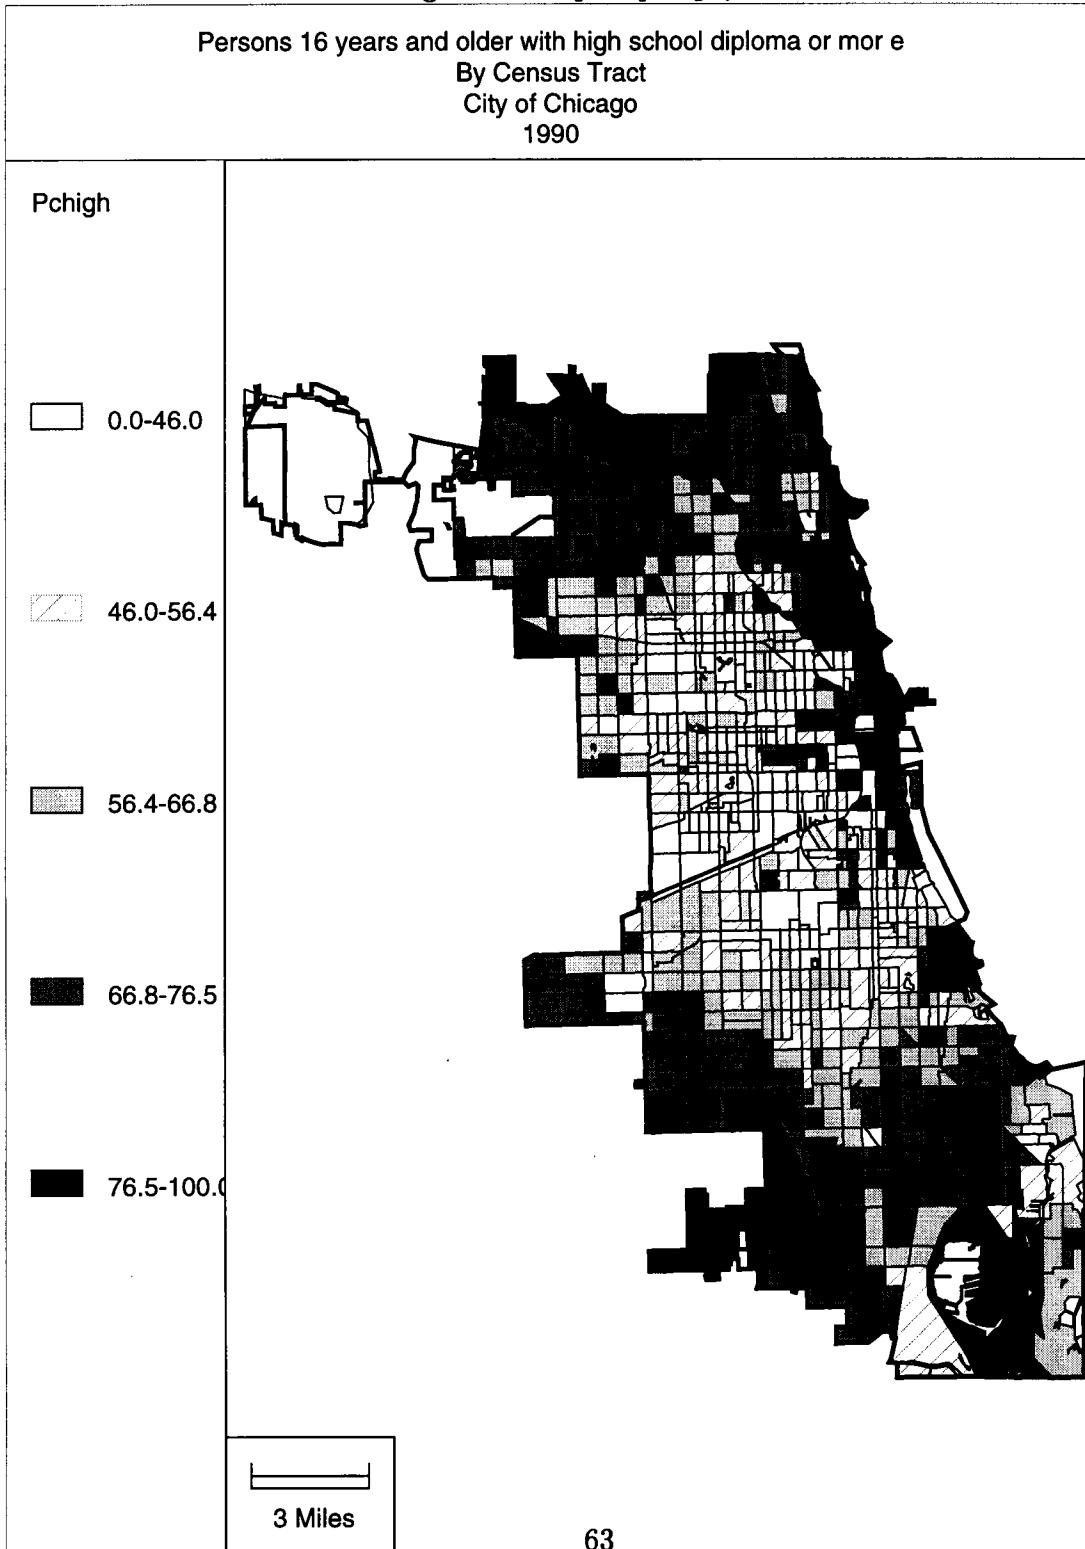 Persons 16 years and older with high school diploma or mor e
By Census Tract
City of Chicago
1990
Pchigh
0.0-46.0
46.0-56.4
56.4-66.8
66.8-76.5
76.5-100.0
3 Miles
63